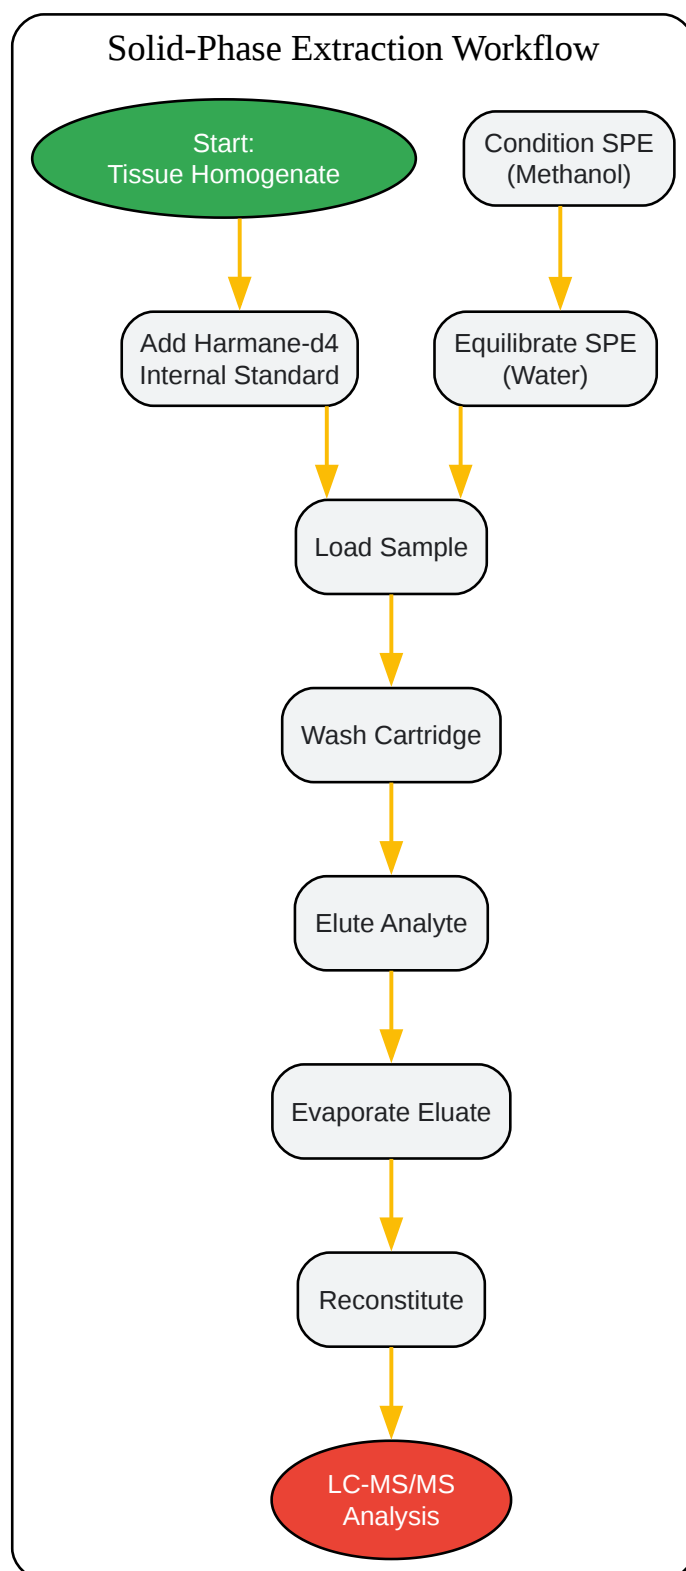 Solid-Phase Extraction Workflow
Start:
Tissue Homogenate
Condition SPE
(Methanol)
Add Harmane-d4
Internal Standard
Equilibrate SPE
(Water)
Load Sample
Wash Cartridge
Elute Analyte
Evaporate Eluate
Reconstitute
LC-MS/MS
Analysis